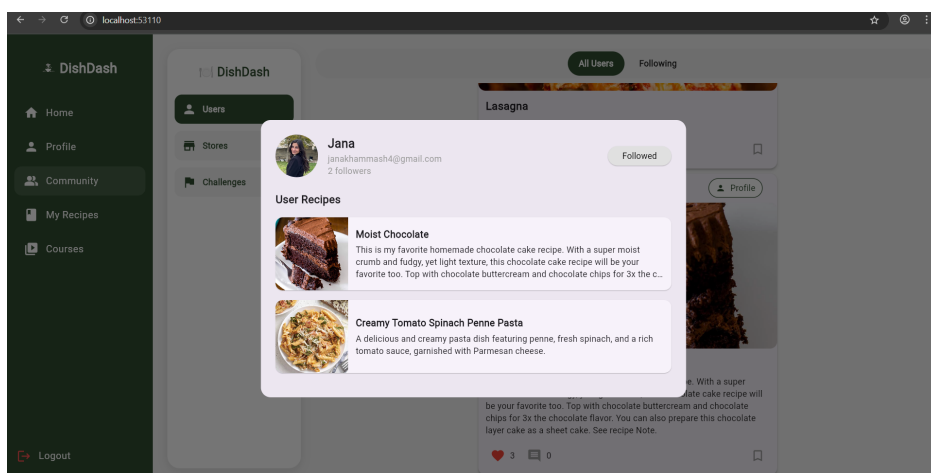 localhost:53110
DishDash
Home
Profile
Community
My Recipes
Courses
Logout
DishDash
Users
Stores
Challenges
All Users
Following
Lasagna
Profile
Jana
janakhammash4@gmail.com
2 followers
Followed
User Recipes
Moist Chocolate
This is my favorite homemade chocolate cake recipe. With a super moist
crumb and fudgy, yet light texture, this chocolate cake recipe will be your
favorite too. Top with chocolate buttercream and chocolate chips for 3x the c...
Creamy Tomato Spinach Penne Pasta
A delicious and creamy pasta dish featuring penne, fresh spinach, and a rich
tomato sauce, garnished with Parmesan cheese.
e. With a super
late cake recipe will
be your favorite too. Top with chocolate buttercream and chocolate
chips for 3x the chocolate flavor. You can also prepare this chocolate
layer cake as a sheet cake. See recipe Note.
3
0